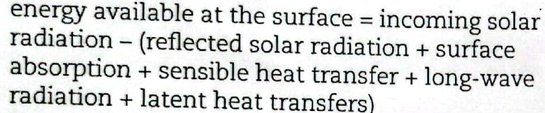 energy available at the surface = incoming solar
radiation – (reflected solar radiation + surface
absorption + sensible heat transfer + long-wave
radiation + latent heat transfers)